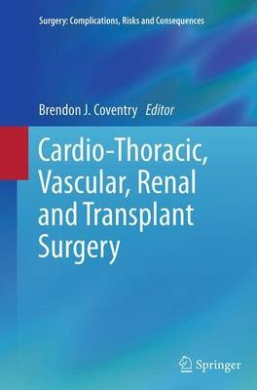 Surgery: Complications, Risks and Consequences
Brendon J. Coventry Editor
Cardio-Thoracic,
Vascular, Renal
and Transplant
Surgery
Springer